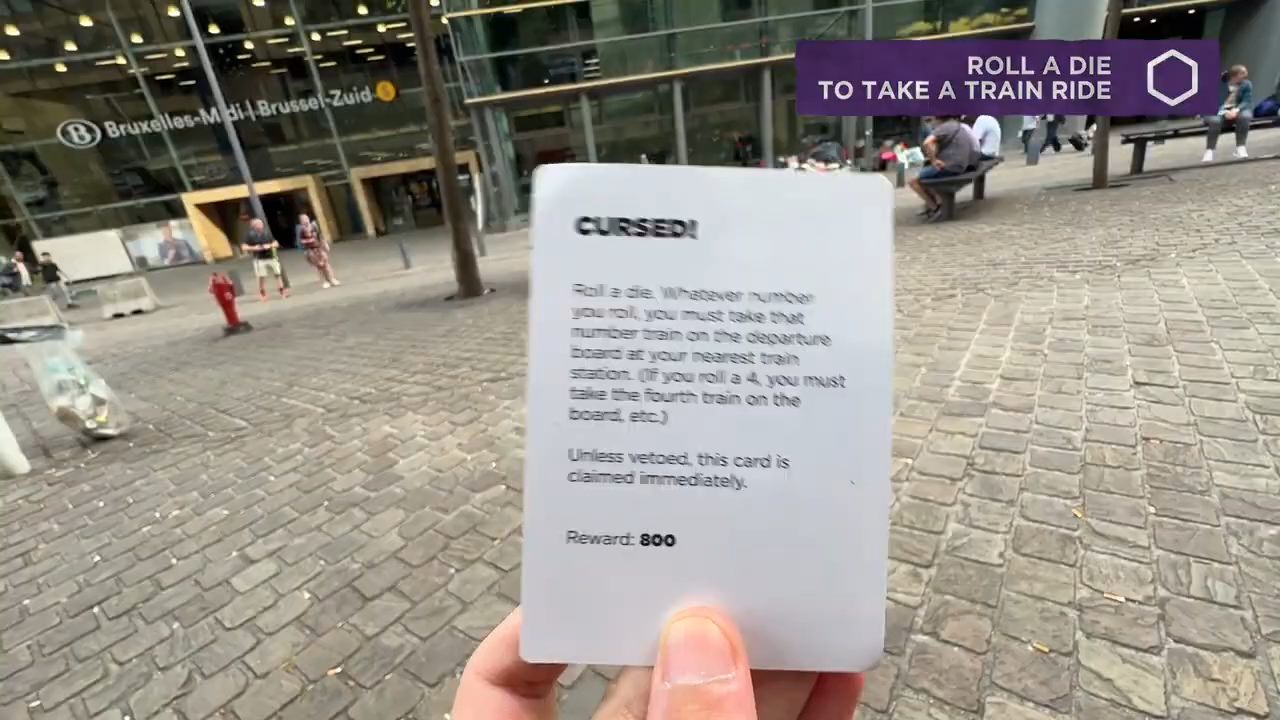 ROLL A DIE
TO TAKE A TRAIN RIDE
B Bruxelles-Midi | Brussel-Zuid
CURSED!
Roll a die. Whatever number
you roll, you must take that
number train on the departure
board at your nearest train
station. (If you roll a 4, you must
take the fourth train on the
board, etc.)
Unless vetoed, this card is
claimed immediately.
Reward: 800